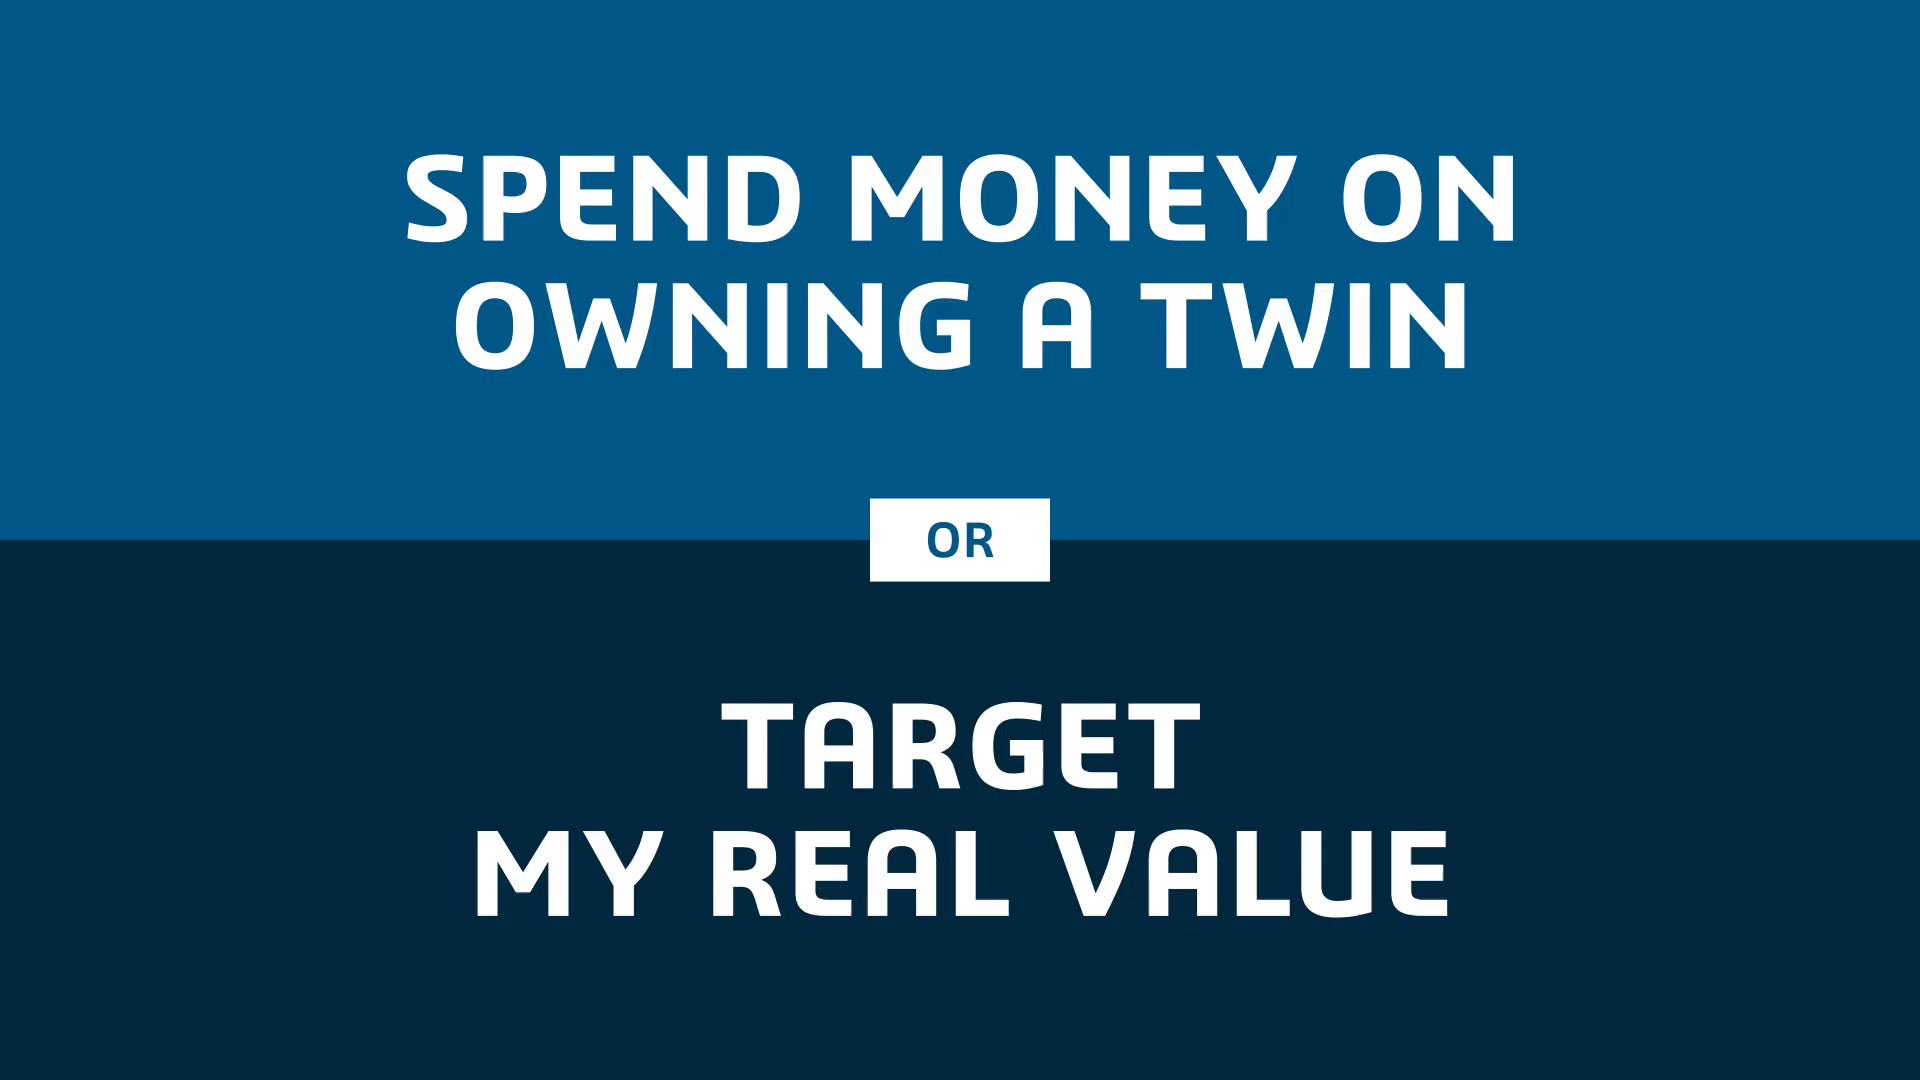 SPEND MONEY ON
OWNING A TWIN
OR
TARGET
MY REAL VALUE